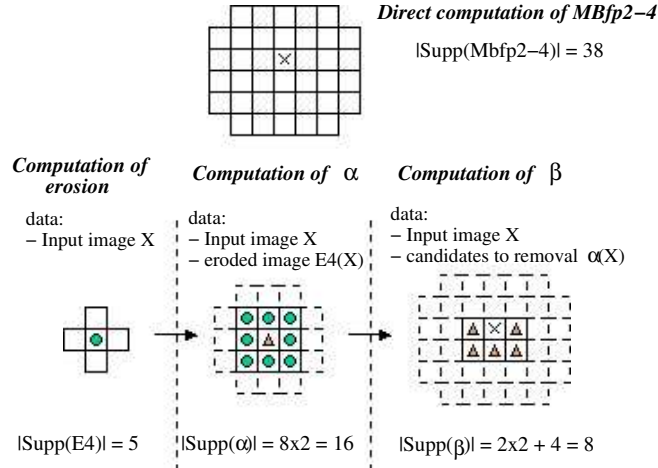 Direct computation of MBfp2−4
|Supp(Mbfp2−4)| = 38
Computation of
erosion
data:
− Input image X
|Supp(E4)| = 5
Computation of α
data:
− Input image X
− eroded image E4(X)
|Supp(α)| = 8x2 = 16
Computation of β
data:
− Input image X
− candidates to removal α(X)
|Supp(β)| = 2x2 + 4 = 8